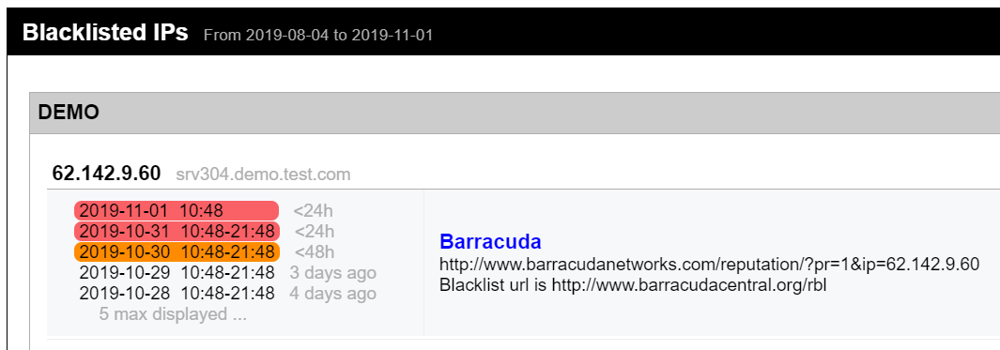 Blacklisted IPs From 2019-08-04 to 2019-11-01
DEMO
62.142.9.60 srv304.demo.test.com
2019-11-01 10:48 <24h
2019-10-31 10:48-21:48 <24h
2019-10-30 10:48-21:48 <48h
2019-10-29 10:48-21:48 3 days ago
2019-10-28 10:48-21:48 4 days ago
5 max displayed ...
Barracuda
http://www.barracudanetworks.com/reputation/?pr=1&ip=62.142.9.60
Blacklist url is http://www.barracudacentral.org/rbl